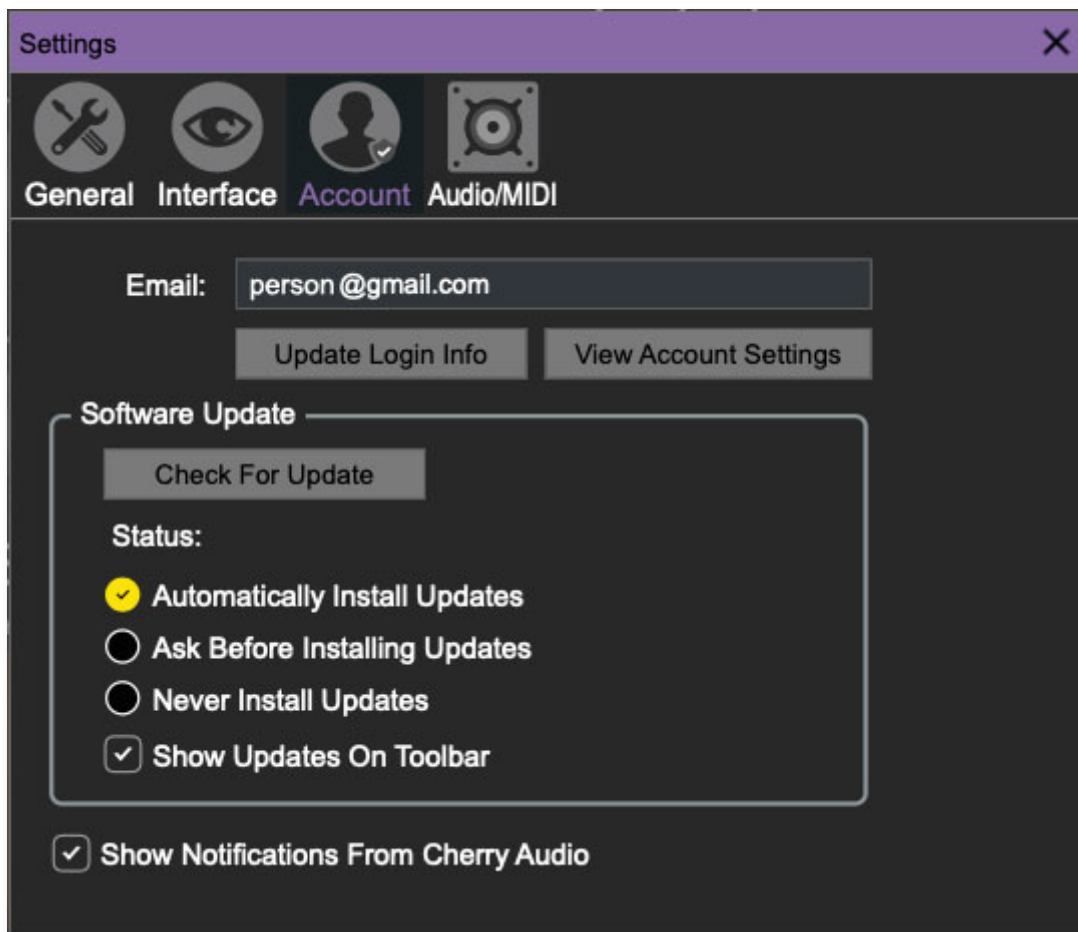 Settings
General Interface Account Audio/MIDI
Email: person@gmail.com
Update Login Info View Account Settings
Software Update
Check For Update
Status:
Automatically Install Updates
Ask Before Installing Updates
Never Install Updates
Show Updates On Toolbar
Show Notifications From Cherry Audio